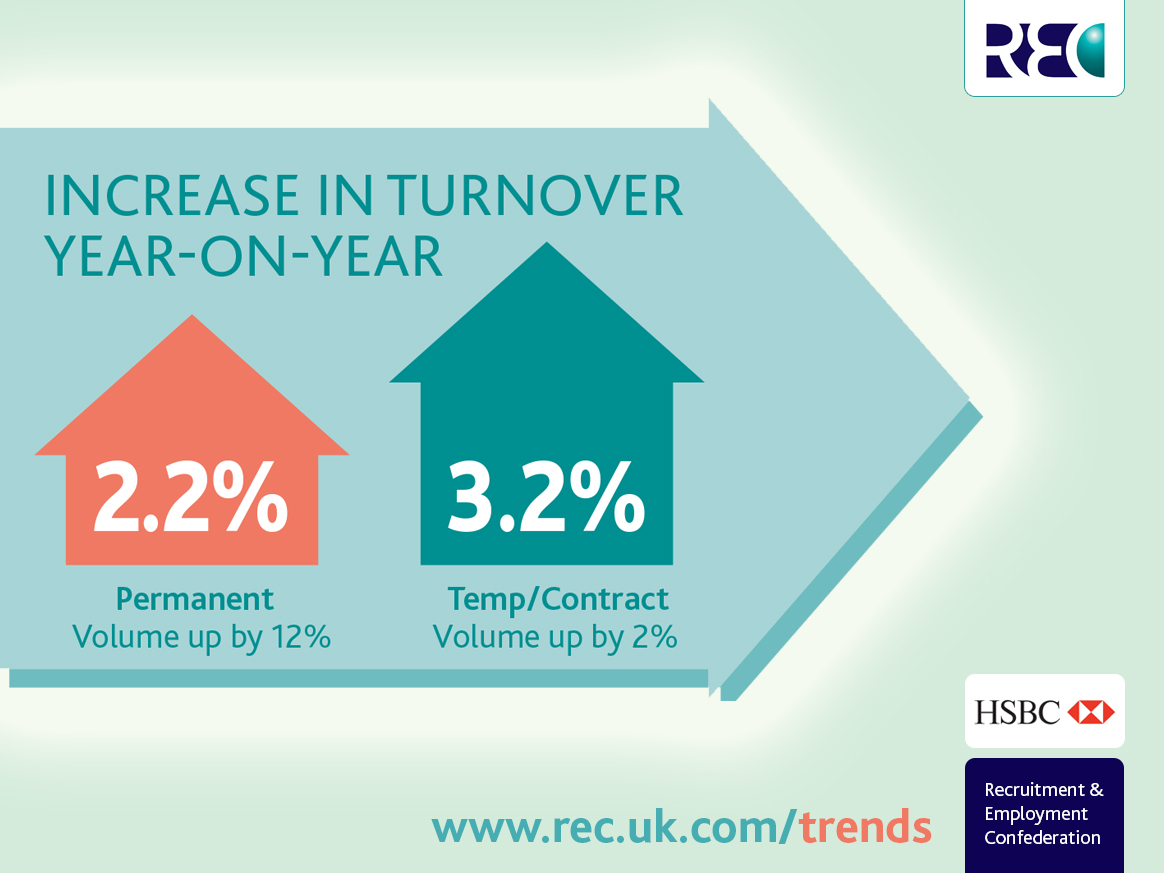 REC
INCREASE IN TURNOVER
YEAR-ON-YEAR
2.2%
3.2%
Permanent
Volume up by 12%
Temp/Contract
Volume up by 2%
HSBC
Recruitment &
Employment
Confederation
www.rec.uk.com/trends